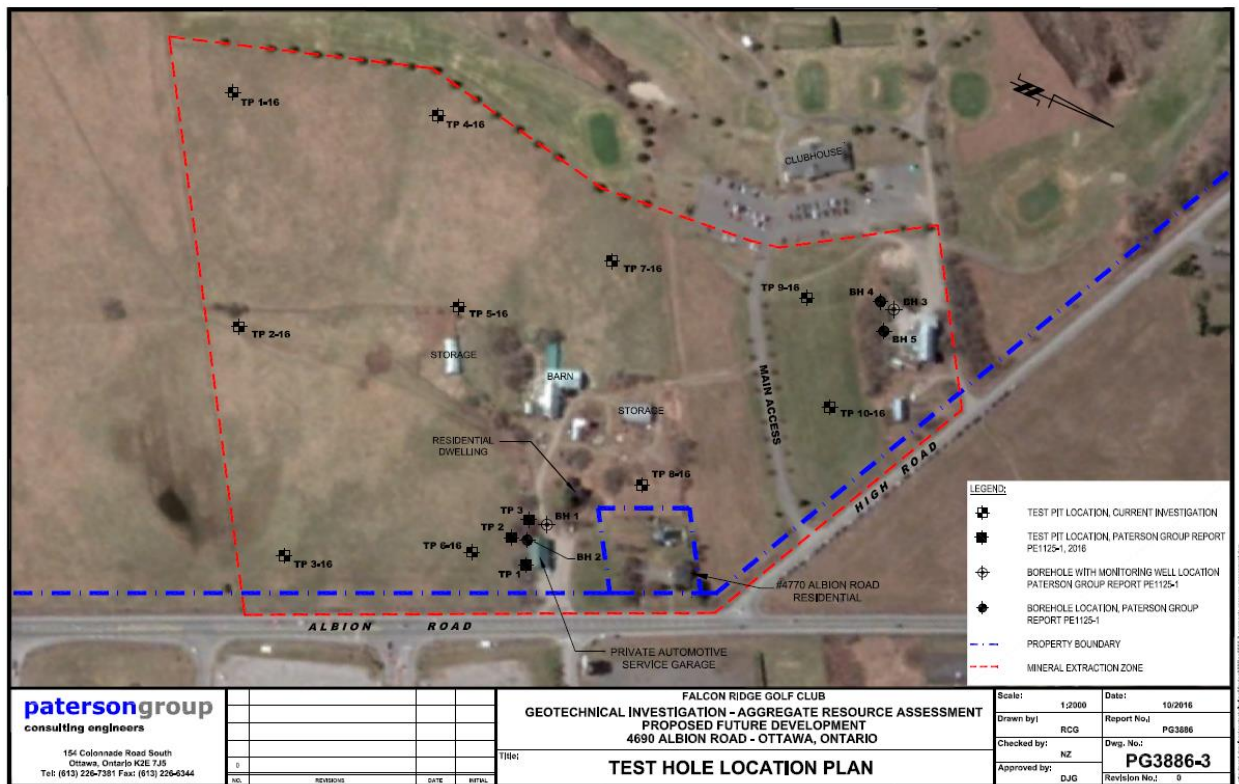 TP 1-16
TP 4-16
CLUBHOUSE
TP 7-16
TP 9-16
BH 4
BH 3
BH 5
TP 5-16
TP 2-16
STORAGE
BARN
STORAGE
MAIN ACCESS
TP 10-16
RESIDENTIAL
DWELLING
TP 8-16
HIGH ROAD
TP 3
BH 1
TP 2
TP 6-16
BH 2
TP 3-16
TP 1
#4770 ALBION ROAD
RESIDENTIAL
ALBION ROAD
PRIVATE AUTOMOTIVE
SERVICE GARAGE
LEGEND:
TEST PIT LOCATION, CURRENT INVESTIGATION
TEST PIT LOCATION, PATERSON GROUP REPORT
PE1125-1, 2016
BOREHOLE WITH MONITORING WELL LOCATION
PATERSON GROUP REPORT PE1125-1
BOREHOLE LOCATION, PATERSON GROUP
REPORT PE1125-1
PROPERTY BOUNDARY
MINERAL EXTRACTION ZONE
patersongroup
consulting engineers
154 Colonnade Road South
Ottawa, Ontario K2E 7J5
Tel: (613) 226-7381 Fax: (613) 226-6344
0
NO. REVISIONS DATE INITIAL
FALCON RIDGE GOLF CLUB
GEOTECHNICAL INVESTIGATION - AGGREGATE RESOURCE ASSESSMENT
PROPOSED FUTURE DEVELOPMENT
4690 ALBION ROAD - OTTAWA, ONTARIO
Title:
TEST HOLE LOCATION PLAN
Scale:
1:2000
Date:
10/2016
Drawn by:
RCG
Report No.:
PG3886
Checked by:
NZ
Dwg. No.:
PG3886-3
Approved by:
DJG
Revision No.: 0